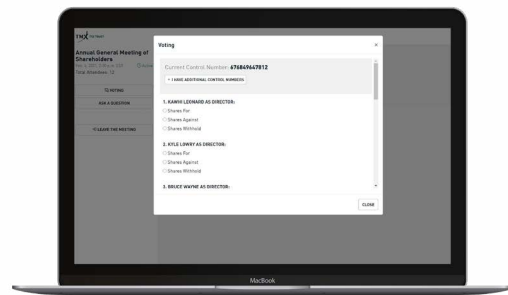 TMX
Annual General Meeting of
Shareholders
Total Attendees: 12
VOTING
ASK A QUESTION
LEAVE THE MEETING
Voting
×
Current Control Number: 676849647812
+ I HAVE ADDITIONAL CONTROL NUMBERS
1. KAWHI LEONARD AS DIRECTOR:
Shares For
Shares Against
Shares Withhold
2. KYLE LOWRY AS DIRECTOR:
Shares For
Shares Against
Shares Withhold
3. BRUCE WAYNE AS DIRECTOR:
CLOSE
MacBook